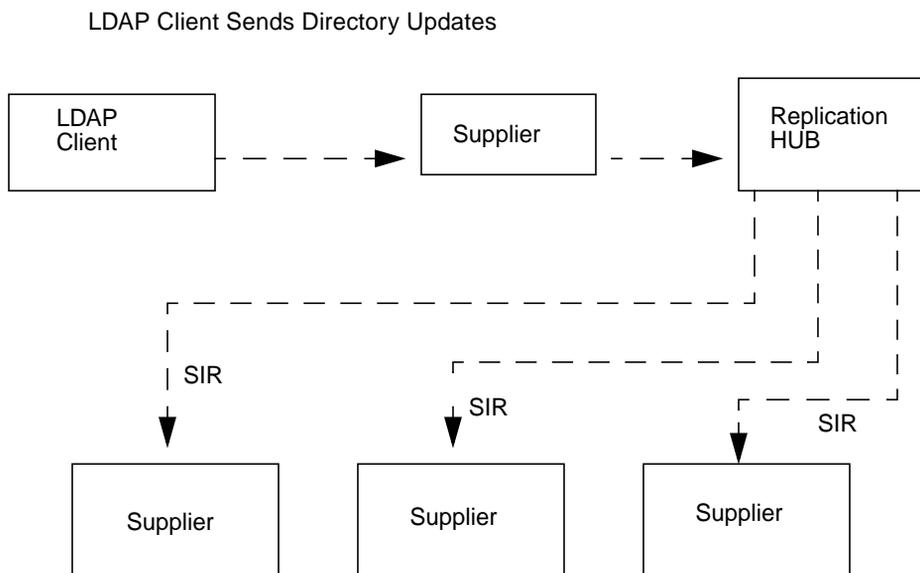 LDAP Client Sends Directory Updates
LDAP
Client
Supplier
Replication
HUB
SIR
SIR
SIR
Supplier
Supplier
Supplier